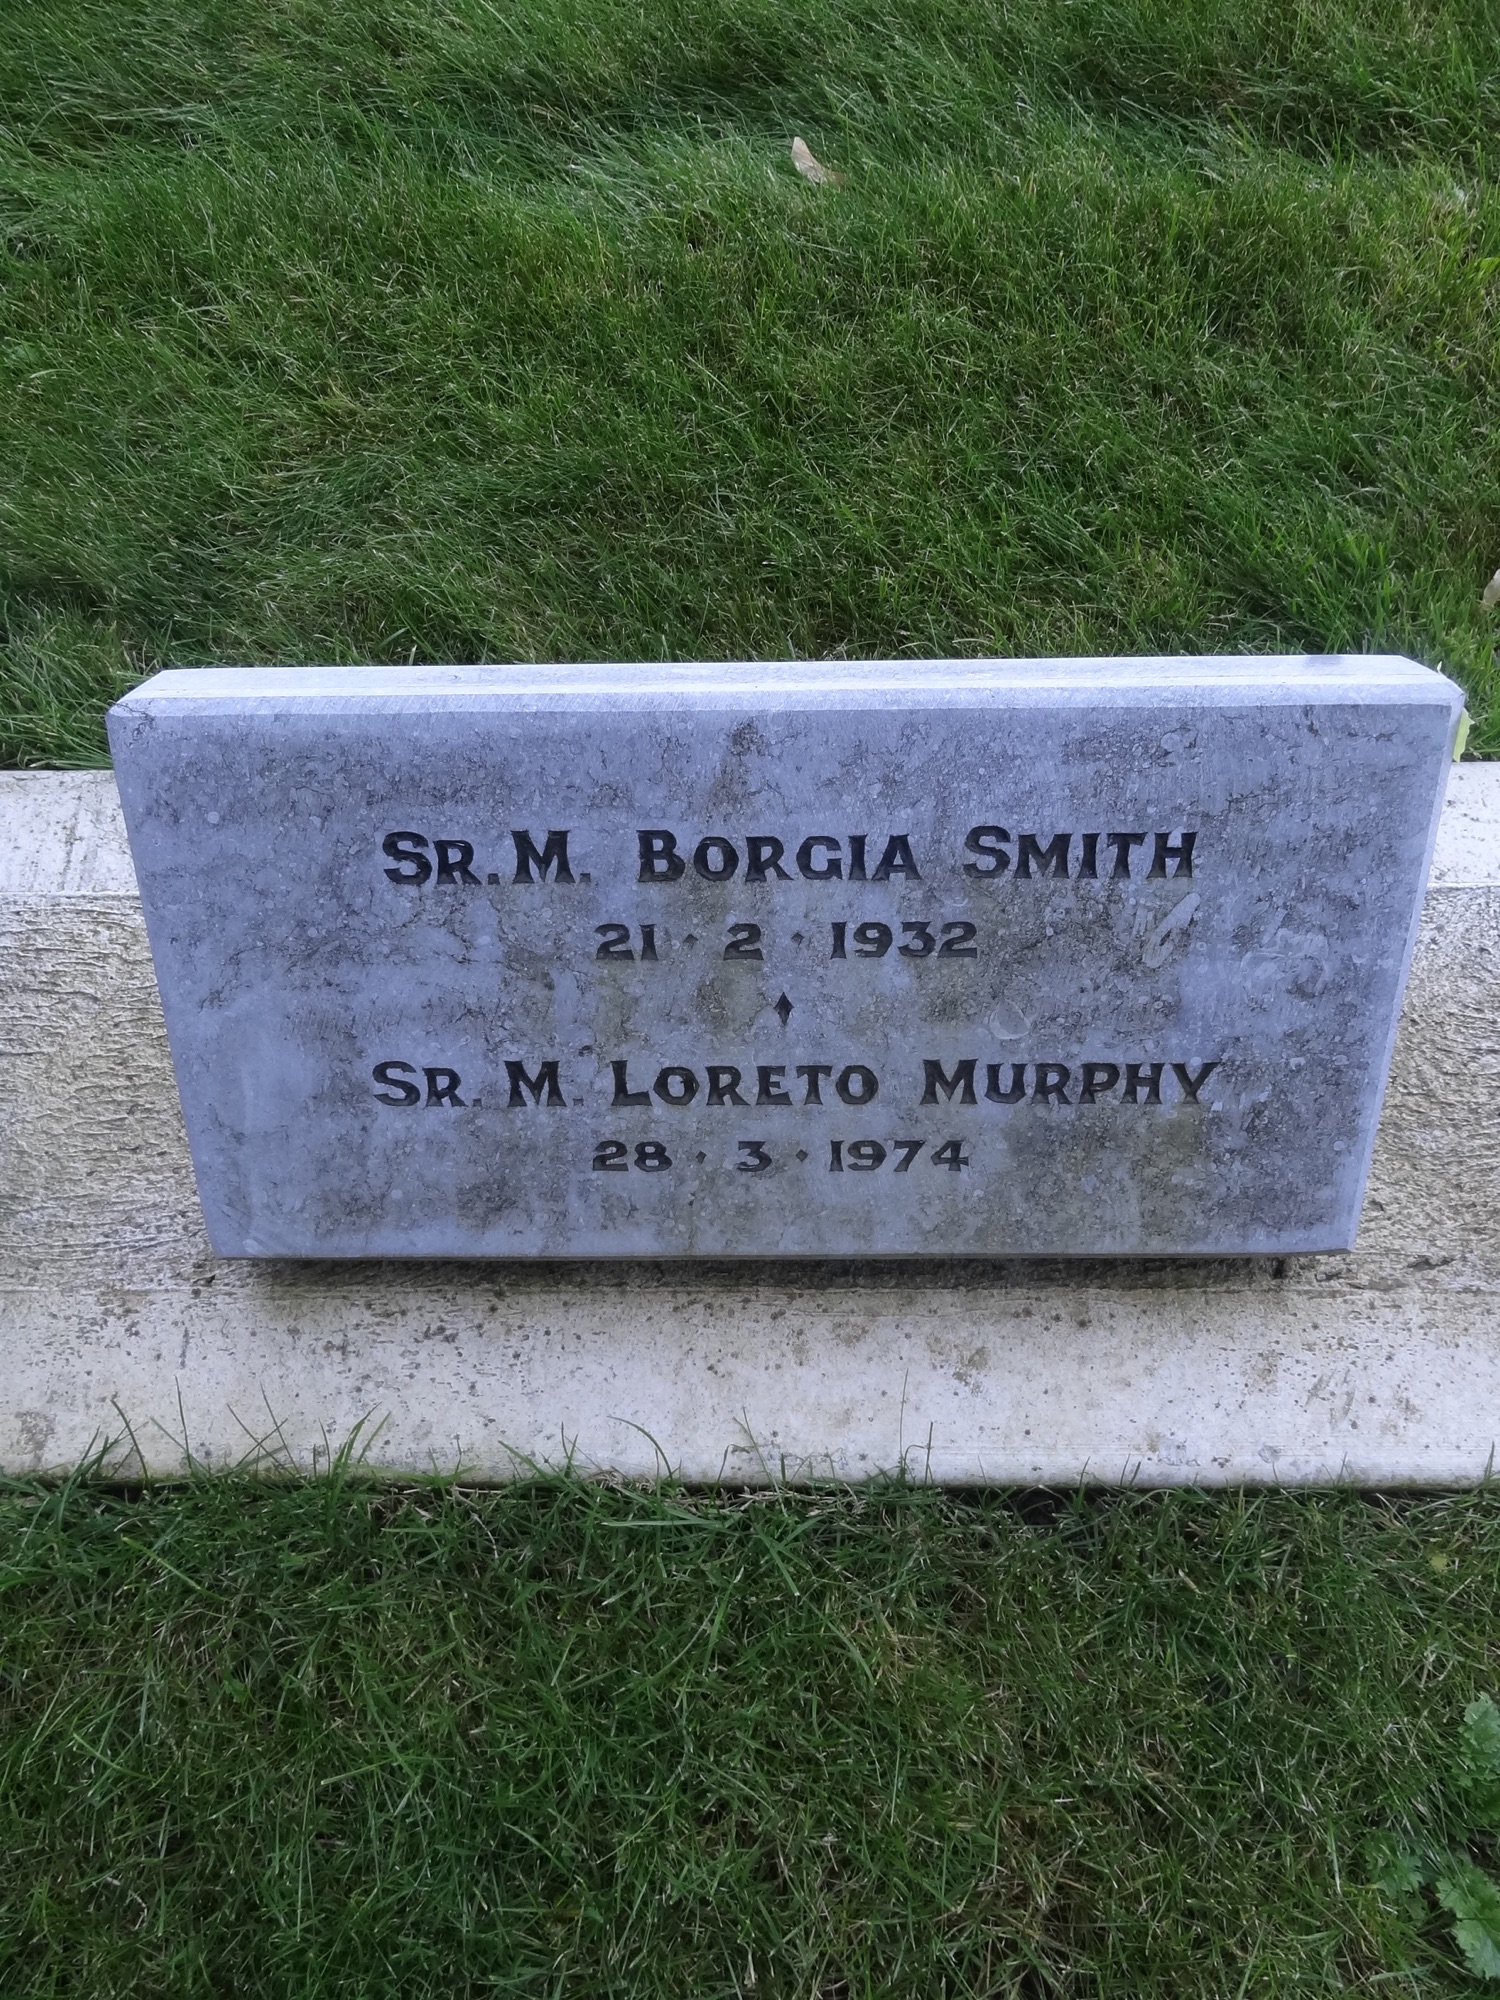 SR. M. BORGIA SMITH
21 · 2 · 1932
SR. M. LORETO MURPHY
28 · 3 · 1974